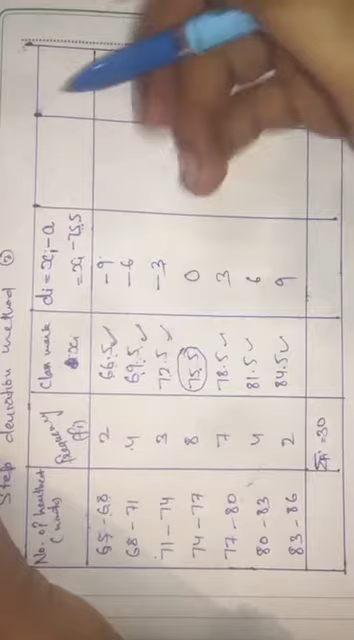 Step deviation method ②
No. of heartbeat frequency Class mark di = xi - a
( (fi) xi = xi - 75.5
65 - 68 2 66.5 ✓ - 9
68 - 71 4 69.5 ✓ - 6
71 - 74 3 72.5 ✓ - 3
74 - 77 8 75.5 0
77 - 80 7 78.5 ✓ 3
80 - 83 4 81.5 ✓ 6
83 - 86 2 84.5 ✓ 9
Σfi = 30